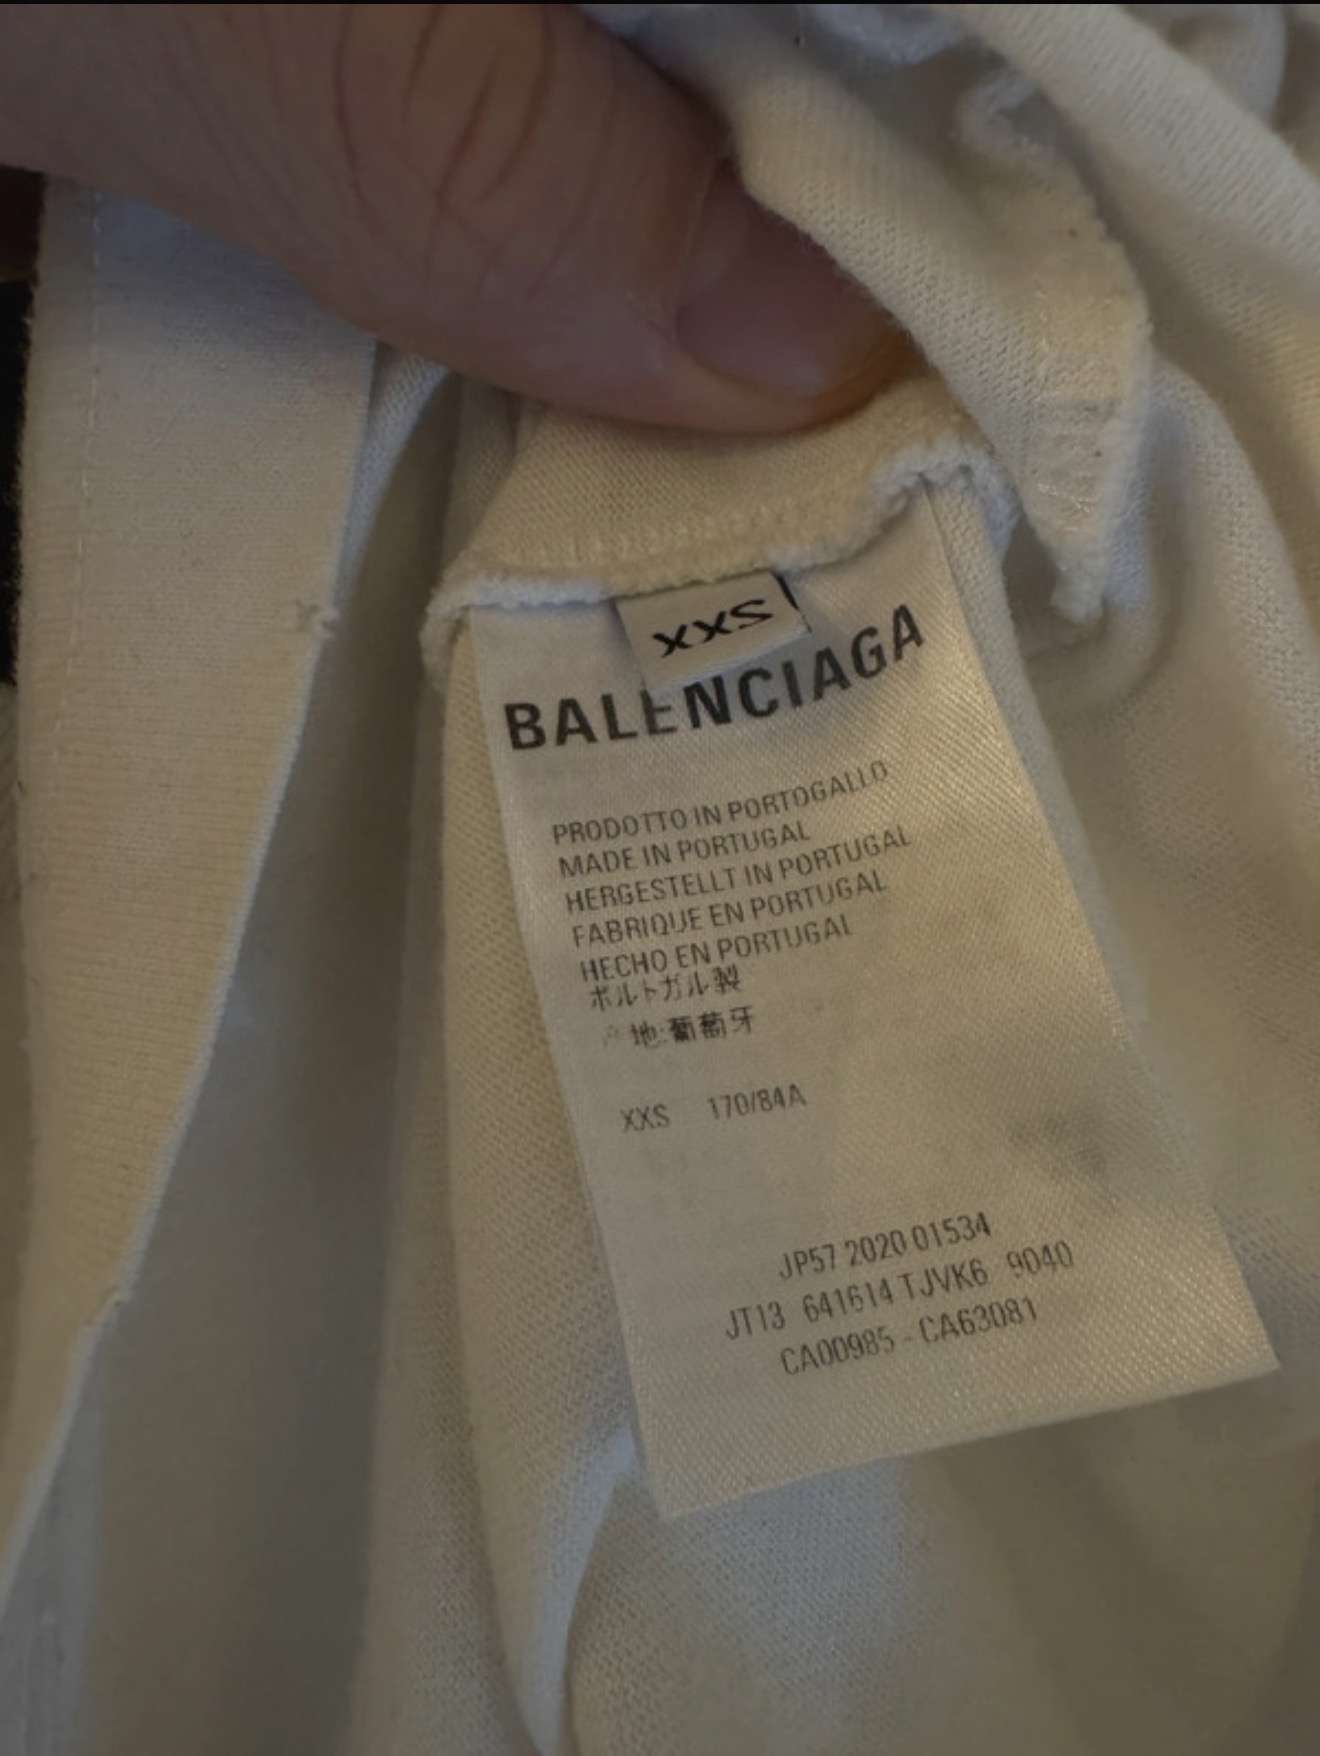 XXS
BALENCIAGA
PRODOTTO IN PORTOGALLO
MADE IN PORTUGAL
HERGESTELLT IN PORTUGAL
FABRIQUE EN PORTUGAL
HECHO EN PORTUGAL
ポルトガル製
产地:葡萄牙
XXS 170/84A
JP57 2020 01534
JT13 641614 TJVK6 9040
CA00985 - CA63081